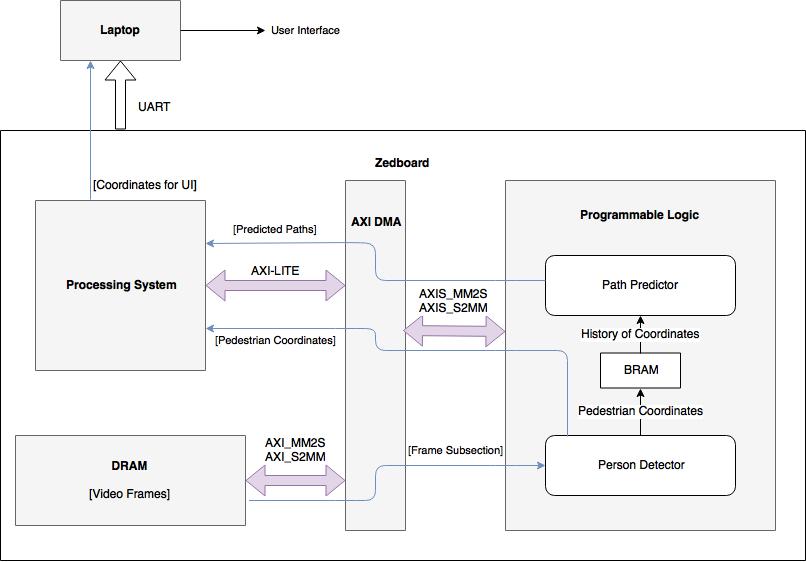 Laptop
User Interface
UART
Zedboard
[Coordinates for UI]
AXI DMA
Programmable Logic
[Predicted Paths]
Processing System
AXI-LITE
Path Predictor
AXIS_MM2S
AXIS_S2MM
History of Coordinates
[Pedestrian Coordinates]
BRAM
Pedestrian Coordinates
AXI_MM2S
AXI_S2MM
[Frame Subsection]
DRAM
Person Detector
[Video Frames]